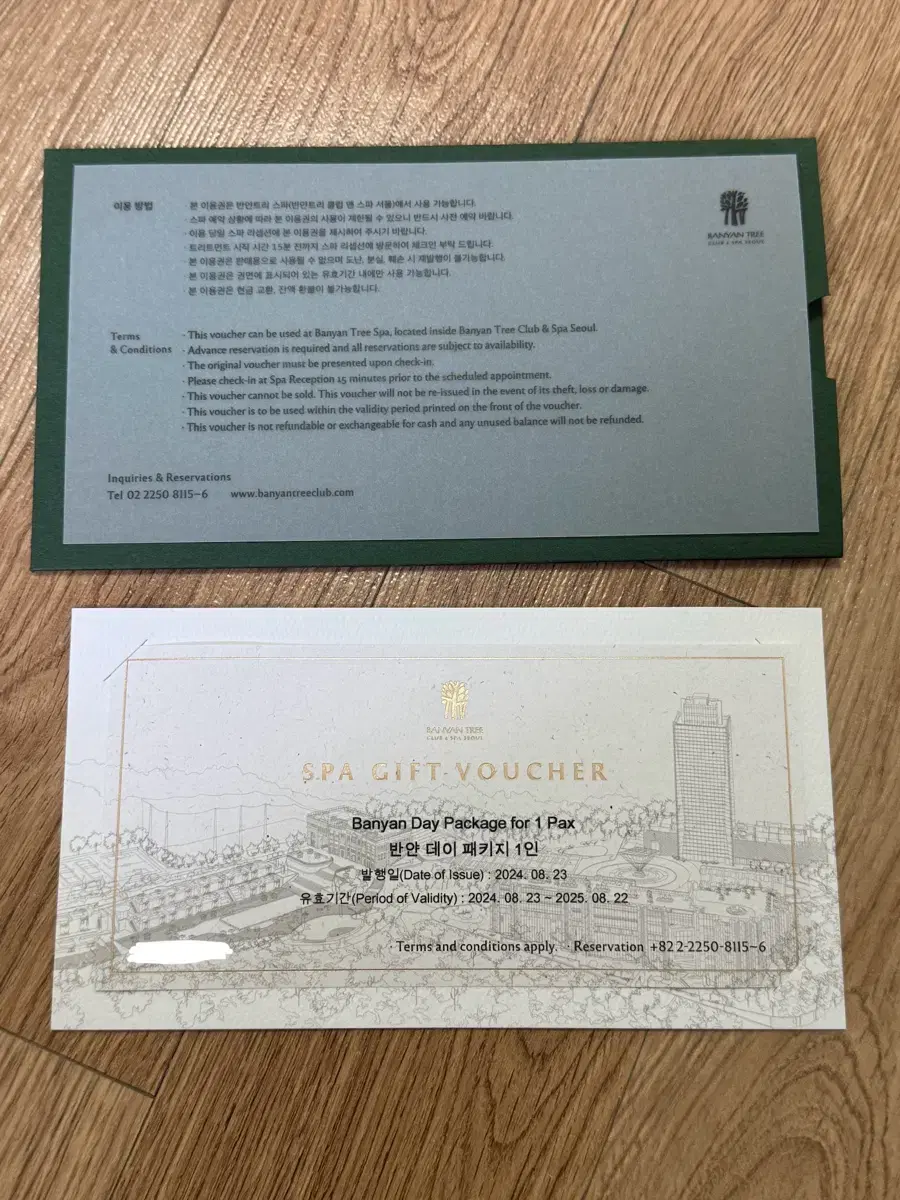 이용 방법
· 본 이용권은 반얀트리 스파(반얀트리 클럽 앤 스파 서울)에서 사용 가능합니다.
· 스파 예약 상황에 따라 본 이용권의 사용이 제한될 수 있으니 반드시 사전 예약 바랍니다.
· 이용 당일 스파 리셉션에 본 이용권을 제시하여 주시기 바랍니다.
· 트리트먼트 시작 시간 15분 전까지 스파 리셉션에 방문하여 체크인 부탁 드립니다.
· 본 이용권은 판매용으로 사용될 수 없으며 도난, 분실, 훼손 시 재발행이 불가능합니다.
· 본 이용권은 권면에 표시되어 있는 유효기간 내에만 사용 가능합니다.
· 본 이용권은 현금 교환, 잔액 환불이 불가능합니다.
BANYAN TREE
CLUB & SPA SEOUL
Terms
& Conditions
· This voucher can be used at Banyan Tree Spa, located inside Banyan Tree Club & Spa Seoul.
· Advance reservation is required and all reservations are subject to availability.
· The original voucher must be presented upon check-in.
· Please check-in at Spa Reception 15 minutes prior to the scheduled appointment.
· This voucher cannot be sold. This voucher will not be re-issued in the event of its theft, loss or damage.
· This voucher is to be used within the validity period printed on the front of the voucher.
· This voucher is not refundable or exchangeable for cash and any unused balance will not be refunded.
Inquiries & Reservations
Tel 02 2250 8115~6 www.banyantreeclub.com
BANYAN TREE
CLUB & SPA SEOUL
SPA GIFT VOUCHER
Banyan Day Package for 1 Pax
반얀 데이 패키지 1인
발행일(Date of Issue) : 2024. 08. 23
유효기간(Period of Validity) : 2024. 08. 23 ~ 2025. 08. 22
· Terms and conditions apply. · Reservation +82 2-2250-8115~6